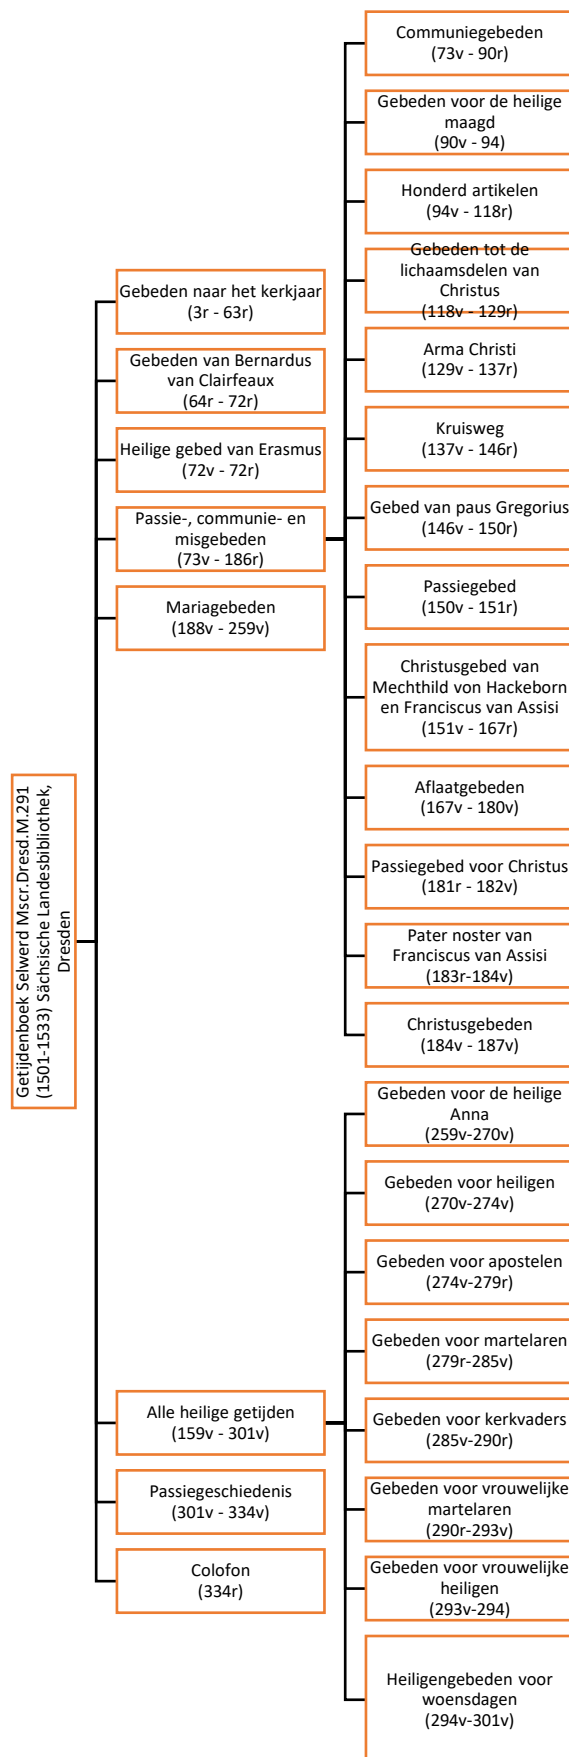 Getijdenboek Selwerd Mscr.Dresd.M.291
(1501-1533) Sächsische Landesbibliothek,
Dresden
Gebeden naar het kerkjaar
(3r - 63r)
Gebeden van Bernardus
van Clairfeaux
(64r - 72r)
Heilige gebed van Erasmus
(72v - 72r)
Passie-, communie- en
misgebeden
(73v - 186r)
Communiegebeden
(73v - 90r)
Gebeden voor de heilige
maagd
(90v - 94)
Honderd artikelen
(94v - 118r)
Gebeden tot de
lichaamsdelen van
Christus
(118v - 129r)
Arma Christi
(129v - 137r)
Kruisweg
(137v - 146r)
Gebed van paus Gregorius
(146v - 150r)
Passiegebed
(150v - 151r)
Christusgebed van
Mechthild von Hackeborn
en Franciscus van Assisi
(151v - 167r)
Aflaatgebeden
(167v - 180v)
Passiegebed voor Christus
(181r - 182v)
Pater noster van
Franciscus van Assisi
(183r-184v)
Christusgebeden
(184v - 187v)
Mariagebeden
(188v - 259v)
Alle heilige getijden
(159v - 301v)
Gebeden voor de heilige
Anna
(259v-270v)
Gebeden voor heiligen
(270v-274v)
Gebeden voor apostelen
(274v-279r)
Gebeden voor martelaren
(279r-285v)
Gebeden voor kerkvaders
(285v-290r)
Gebeden voor vrouwelijke
martelaren
(290r-293v)
Gebeden voor vrouwelijke
heiligen
(293v-294)
Heiligengebeden voor
woensdagen
(294v-301v)
Passiegeschiedenis
(301v - 334v)
Colofon
(334r)